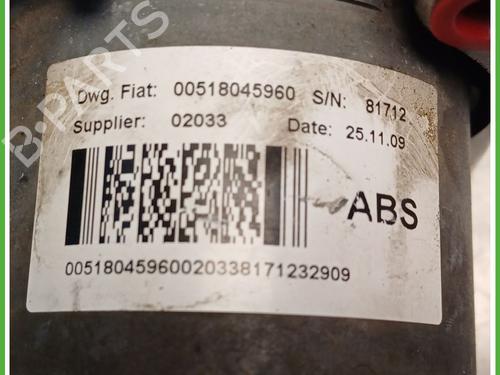 Dwg. Fiat: 00518045960 S/N: 81712
Supplier: 02033 Date: 25.11.09
ABS
00518045960020338171232909
B-PARTS